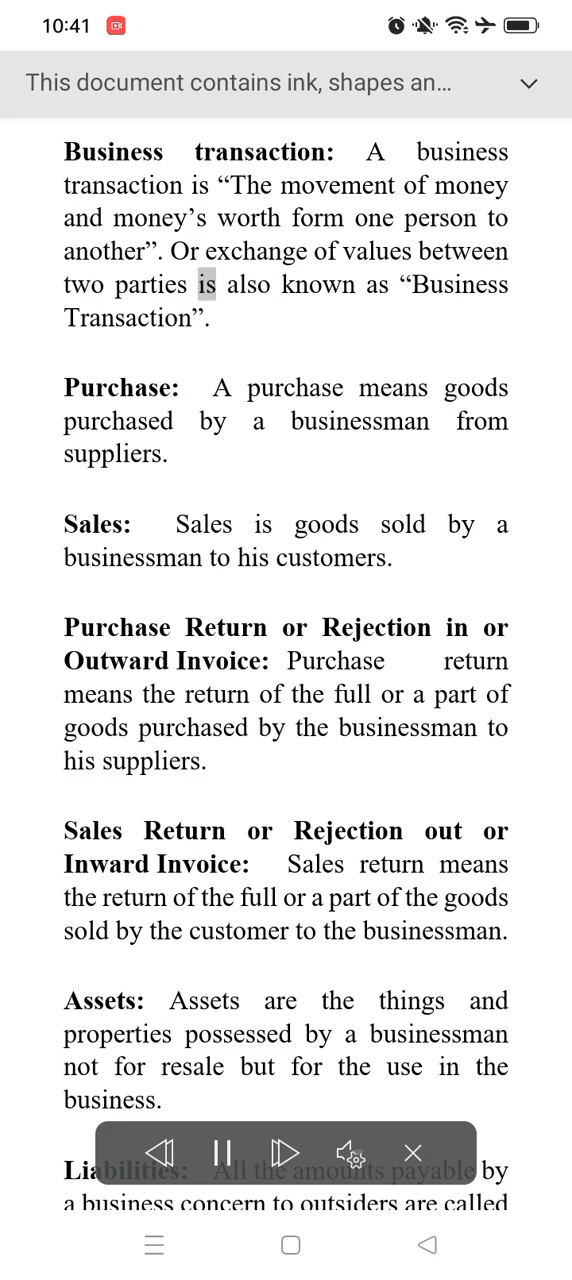 10:41
This document contains ink, shapes an...
Business transaction: A business
transaction is “The movement of money
and money’s worth form one person to
another”. Or exchange of values between
two parties is also known as “Business
Transaction”.
Purchase: A purchase means goods
purchased by a businessman from
suppliers.
Sales: Sales is goods sold by a
businessman to his customers.
Purchase Return or Rejection in or
Outward Invoice: Purchase return
means the return of the full or a part of
goods purchased by the businessman to
his suppliers.
Sales Return or Rejection out or
Inward Invoice: Sales return means
the return of the full or a part of the goods
sold by the customer to the businessman.
Assets: Assets are the things and
properties possessed by a businessman
not for resale but for the use in the
business.
Liabilities: All the amounts payable by
a business concern to outsiders are called